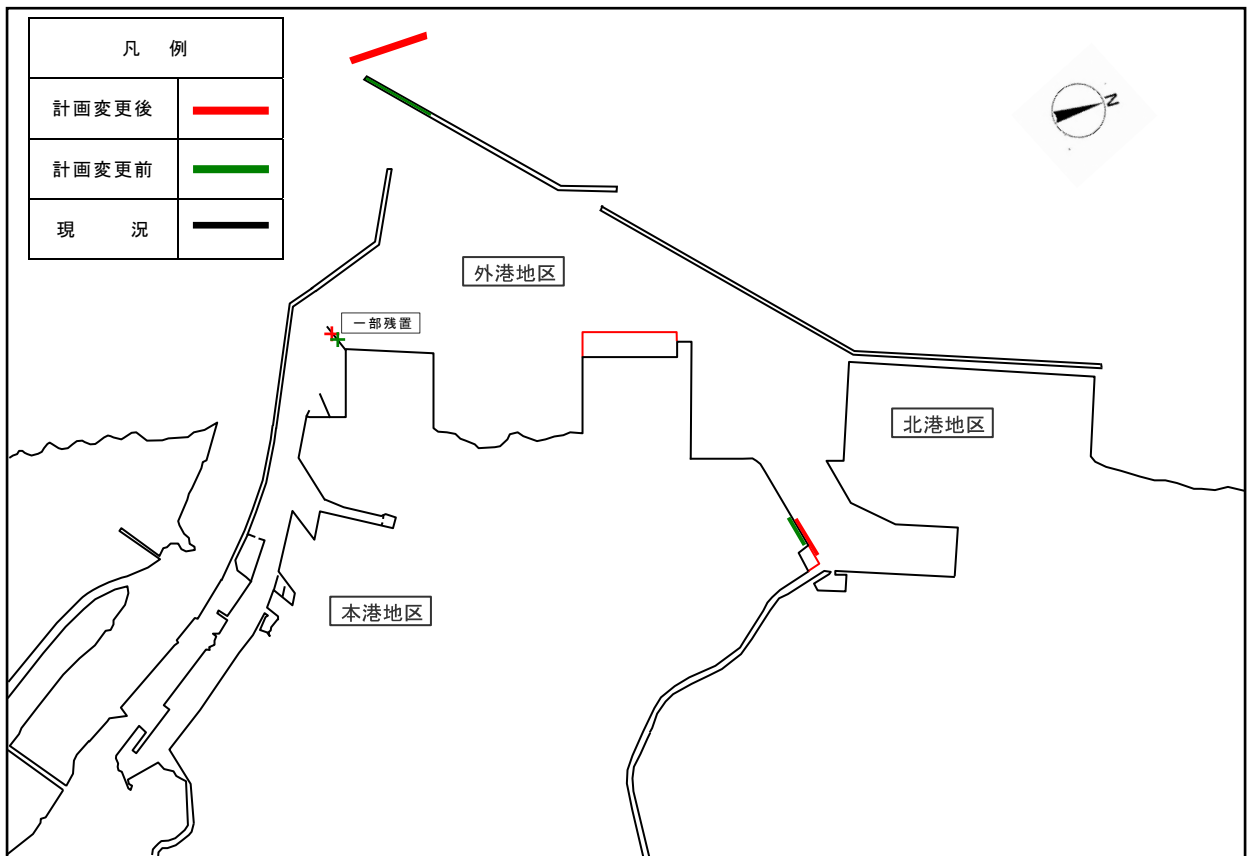 凡 例
計画変更後
計画変更前
現 況
N
外港地区
一部残置
北港地区
本港地区